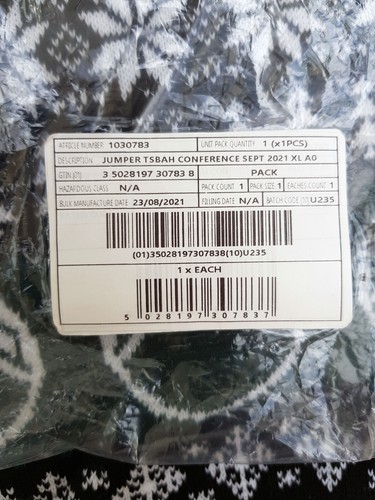 ATRICLE NUMBER 1030783 UNIT PACK QUANTITY 1 (x1PCS)
DESCRIPTION JUMPER TSBAH CONFERENCE SEPT 2021 XL A0
GTIN (01) 3 5028197 30783 8 PACK
HAZARDOUS CLASS N/A PACK COUNT 1 PACK SIZE 1 EACHES COUNT 1
BULK MANUFACTURE DATE 23/08/2021 FILLING DATE N/A BATCH CODE (10) U235
(01)35028197307838(10)U235
1 x EACH
5 028197 307837